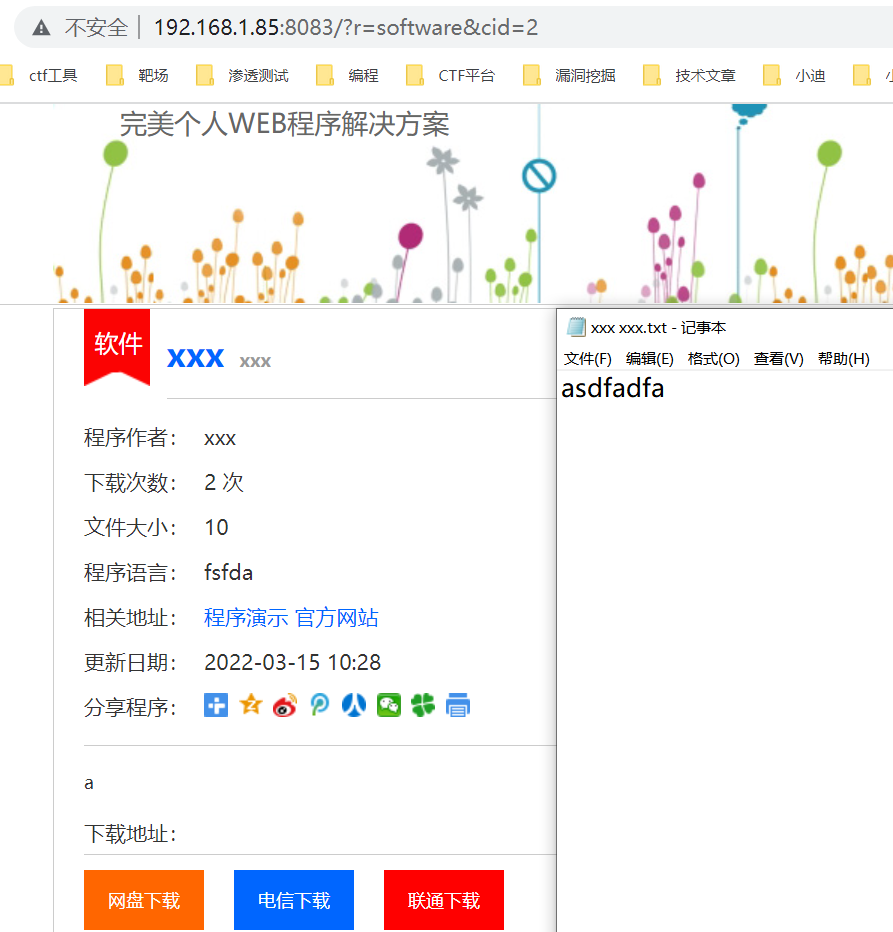 不安全 | 192.168.1.85:8083/?r=software&cid=2
ctf工具 靶场 渗透测试 编程 CTF平台 漏洞挖掘 技术文章 小迪
完美个人WEB程序解决方案
软件 xxx xxx
程序作者： xxx
下载次数： 2 次
文件大小： 10
程序语言： fsfda
相关地址： 程序演示 官方网站
更新日期： 2022-03-15 10:28
分享程序：
a
下载地址：
网盘下载 电信下载 联通下载
xxx xxx.txt - 记事本
文件(F) 编辑(E) 格式(O) 查看(V) 帮助(H)
asdfadfa